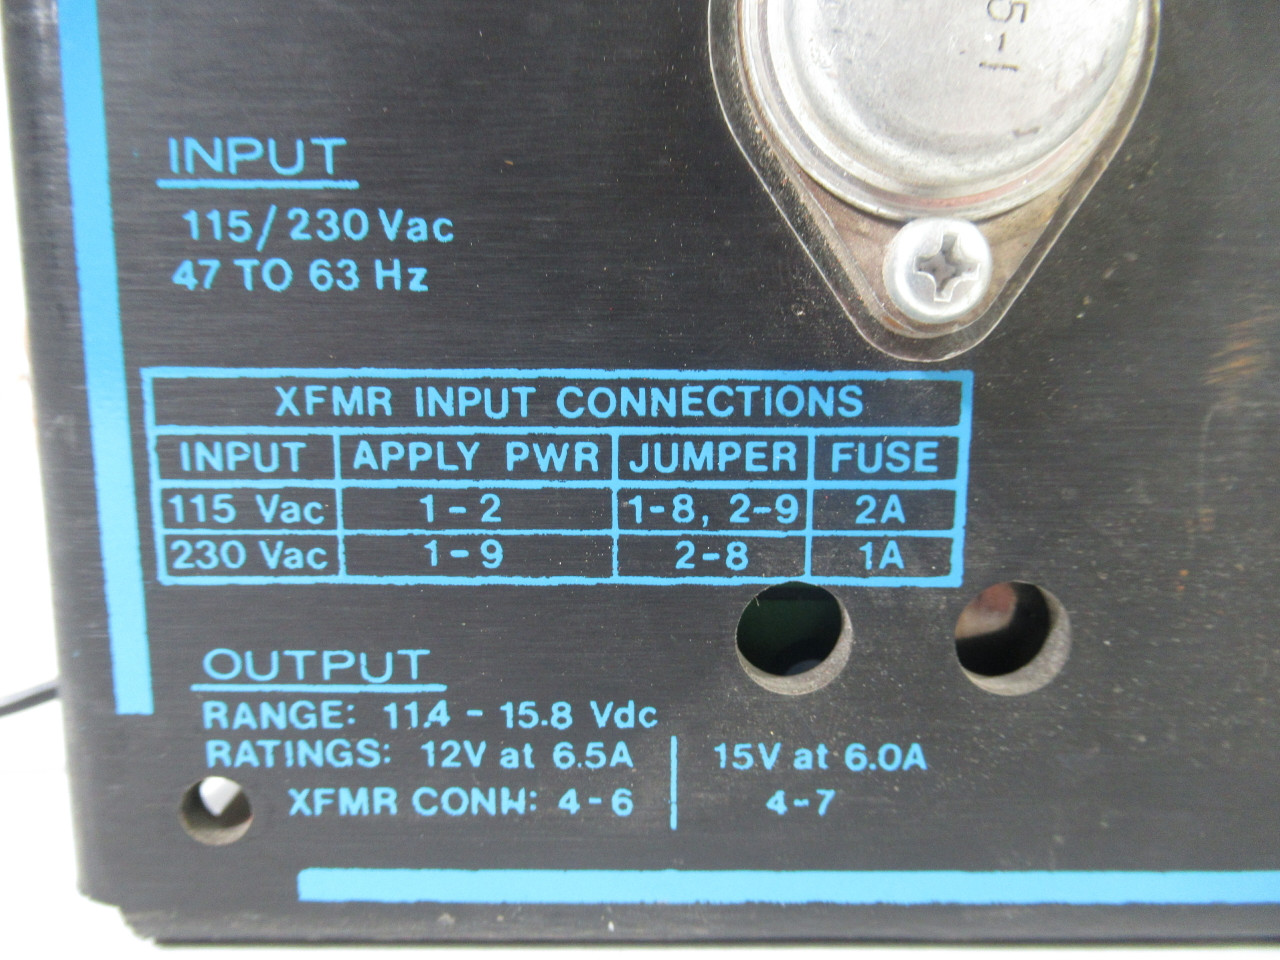 5-1
INPUT
115/230 Vac
47 TO 63 Hz
XFMR INPUT CONNECTIONS
INPUT APPLY PWR JUMPER FUSE
115 Vac 1-2 1-8, 2-9 2A
230 Vac 1-9 2-8 1A
OUTPUT
RANGE: 11.4 - 15.8 Vdc
RATINGS: 12V at 6.5A 15V at 6.0A
XFMR CONN: 4-6 4-7